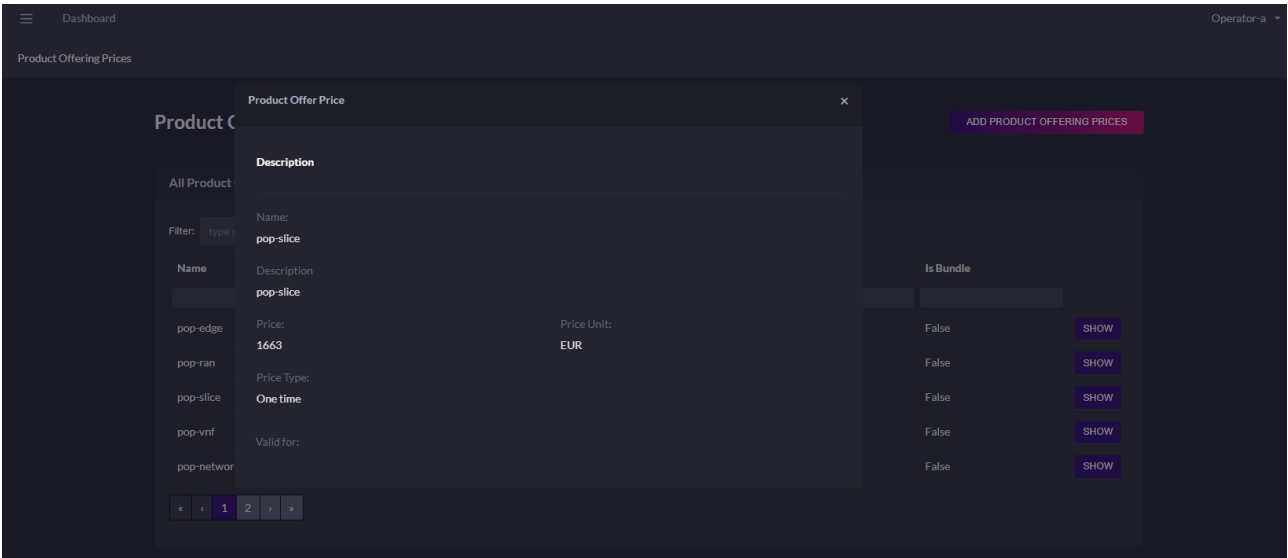 Dashboard
Operator-a
Product Offering Prices
Product Offer Price
×
Product O
ADD PRODUCT OFFERING PRICES
Description
All Product
Name:
Filter: type s
pop-slice
Name
Description
Is Bundle
pop-slice
Price:
Price Unit:
pop-edge
False
SHOW
1663
EUR
pop-ran
False
SHOW
Price Type:
pop-slice
One time
False
SHOW
pop-vnf
False
SHOW
Valid for:
pop-networ
False
SHOW
« ‹ 1 2 › »